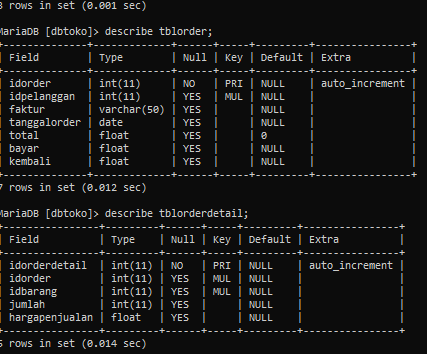 3 rows in set (0.001 sec)
MariaDB [dbtoko]> describe tblorder;
+--------------+-------------+------+-----+---------+----------------+
| Field | Type | Null | Key | Default | Extra |
+--------------+-------------+------+-----+---------+----------------+
| idorder | int(11) | NO | PRI | NULL | auto_increment |
| idpelanggan | int(11) | YES | MUL | NULL | |
| faktur | varchar(50) | YES | | NULL | |
| tanggalorder | date | YES | | NULL | |
| total | float | YES | | 0 | |
| bayar | float | YES | | NULL | |
| kembali | float | YES | | NULL | |
+--------------+-------------+------+-----+---------+----------------+
7 rows in set (0.012 sec)
MariaDB [dbtoko]> describe tblorderdetail;
+----------------+---------+------+-----+---------+----------------+
| Field | Type | Null | Key | Default | Extra |
+----------------+---------+------+-----+---------+----------------+
| idorderdetail | int(11) | NO | PRI | NULL | auto_increment |
| idorder | int(11) | YES | MUL | NULL | |
| idbarang | int(11) | YES | MUL | NULL | |
| jumlah | int(11) | YES | | NULL | |
| hargapenjualan | float | YES | | NULL | |
+----------------+---------+------+-----+---------+----------------+
5 rows in set (0.014 sec)